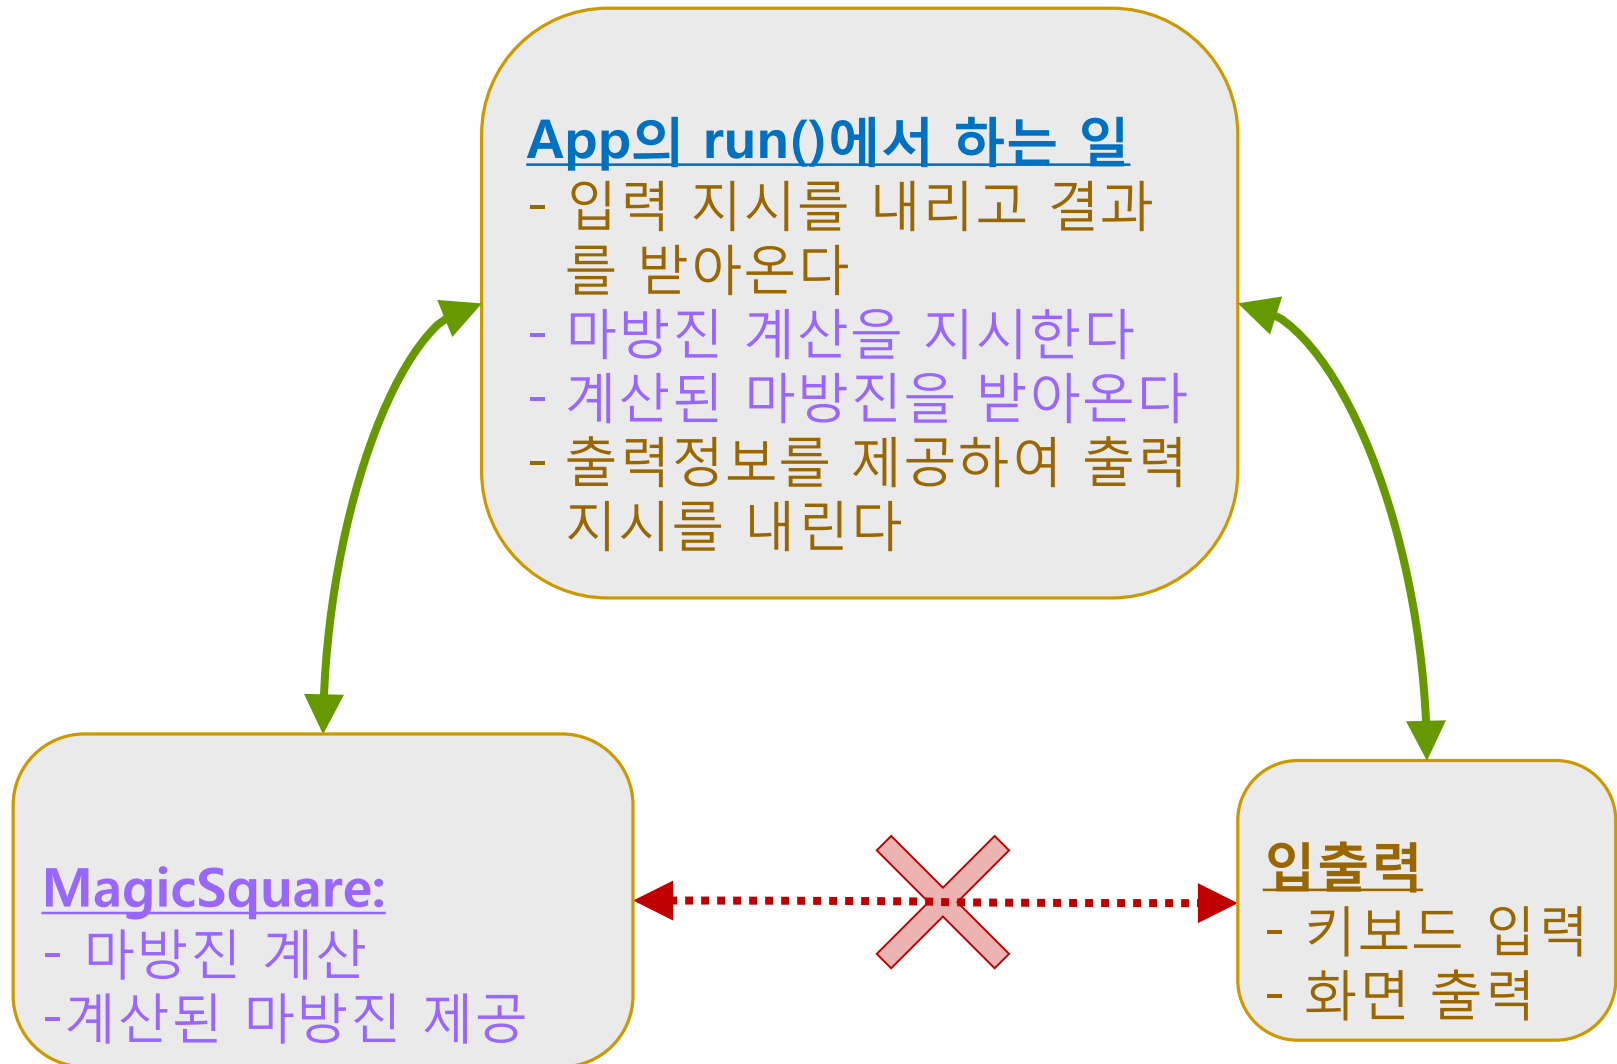 App의 run()에서 하는 일
- 입력 지시를 내리고 결과
를 받아온다
- 마방진 계산을 지시한다
- 계산된 마방진을 받아온다
- 출력정보를 제공하여 출력
지시를 내린다
MagicSquare:
- 마방진 계산
-계산된 마방진 제공
입출력
- 키보드 입력
- 화면 출력